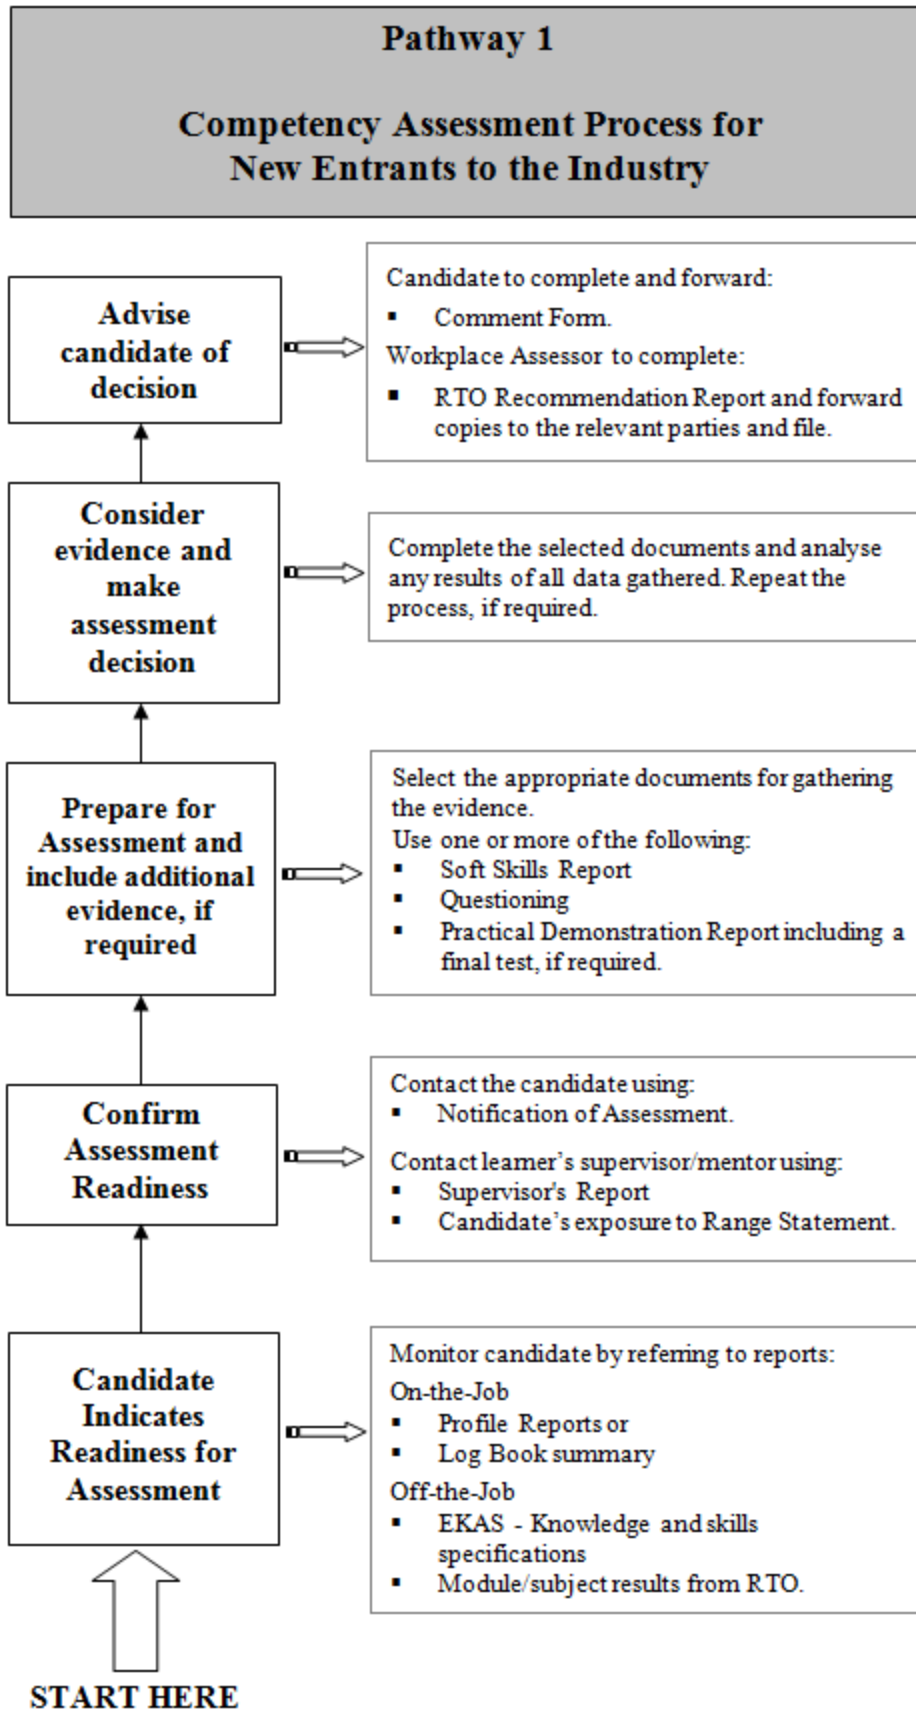 Pathway 1
Competency Assessment Process for
New Entrants to the Industry
Advise
candidate of
decision
Candidate to complete and forward:
▪ Comment Form.
Workplace Assessor to complete:
▪ RTO Recommendation Report and forward
copies to the relevant parties and file.
Consider
evidence and
make
assessment
decision
Complete the selected documents and analyse
any results of all data gathered. Repeat the
process, if required.
Prepare for
Assessment and
include additional
evidence, if
required
Select the appropriate documents for gathering
the evidence.
Use one or more of the following:
▪ Soft Skills Report
▪ Questioning
▪ Practical Demonstration Report including a
final test, if required.
Confirm
Assessment
Readiness
Contact the candidate using:
▪ Notification of Assessment.
Contact learner's supervisor/mentor using:
▪ Supervisor's Report
▪ Candidate's exposure to Range Statement.
Candidate
Indicates
Readiness for
Assessment
Monitor candidate by referring to reports:
On-the-Job
▪ Profile Reports or
▪ Log Book summary
Off-the-Job
▪ EKAS - Knowledge and skills
specifications
▪ Module/subject results from RTO.
START HERE